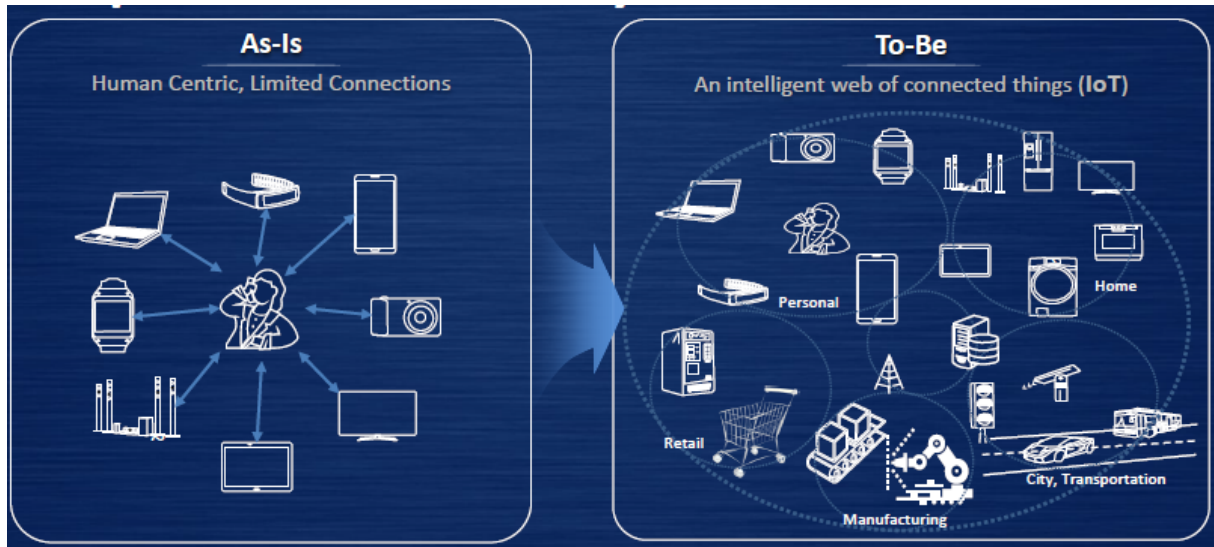 As-Is
Human Centric, Limited Connections
To-Be
An intelligent web of connected things (IoT)
Personal
Home
Retail
City, Transportation
Manufacturing